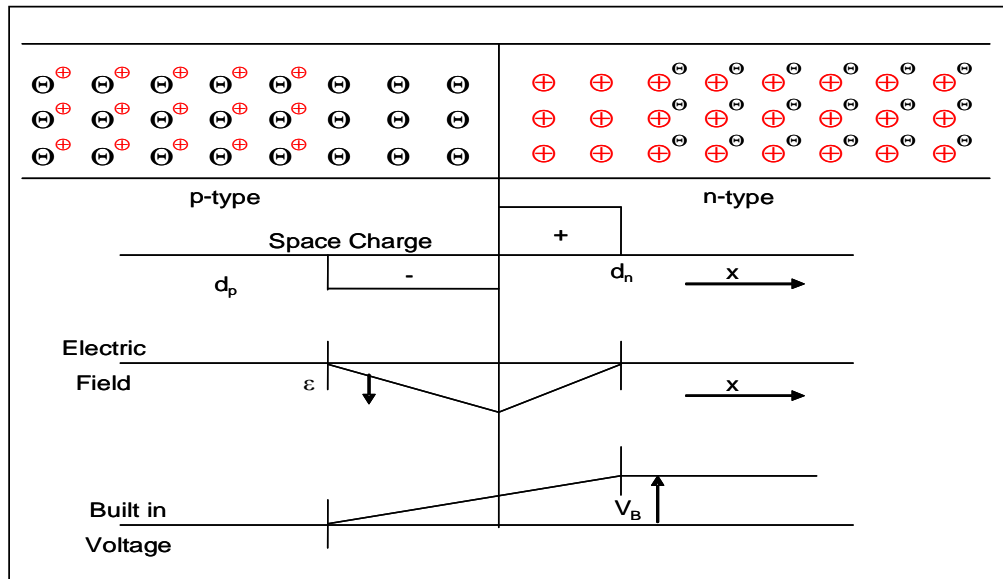 p-type
n-type
Space Charge
+
-
dp
dn
x
Electric
Field
ε
x
Built in
Voltage
VB